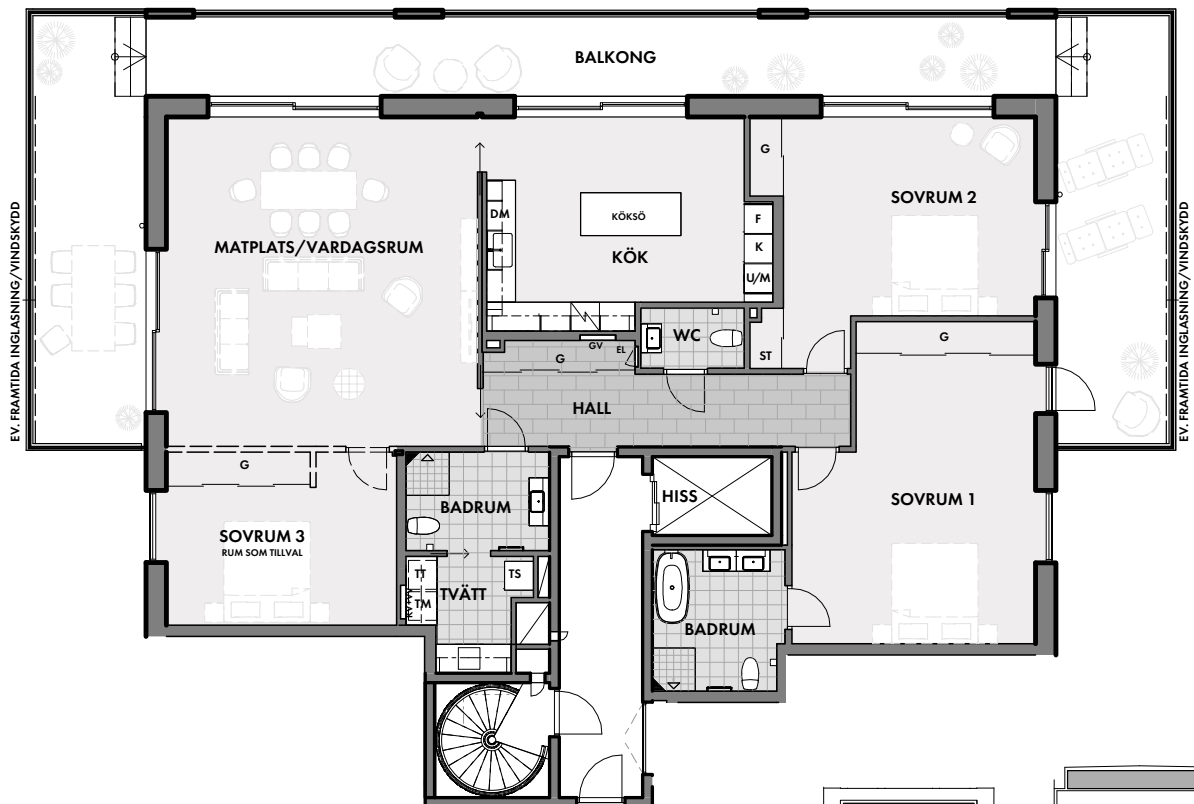 BALKONG
EV. FRAMTIDA INGLASNING/VINDSKYDD
EV. FRAMTIDA INGLASNING/VINDSKYDD
G
SOVRUM 2
DM
KÖKSÖ
F
MATPLATS/VARDAGSRUM
KÖK
K
U/M
WC
GV
EL
G
ST
G
HALL
G
HISS
SOVRUM 1
BADRUM
SOVRUM 3
RUM SOM TILLVAL
TT
TS
TVÄTT
TM
BADRUM